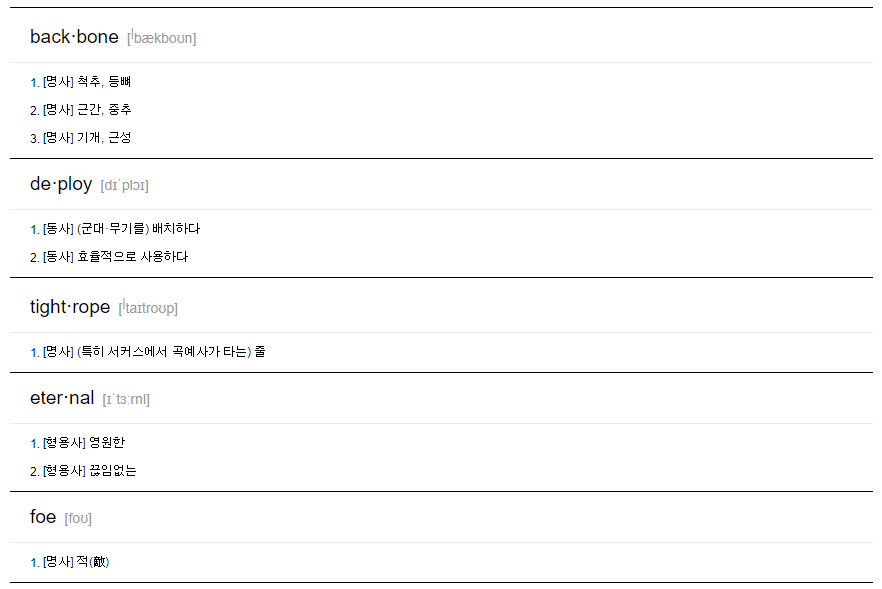 back·bone [ˈbækboʊn]
1. [명사] 척추, 등뼈
2. [명사] 근간, 중추
3. [명사] 기개, 근성
de·ploy [dɪˈplɔɪ]
1. [동사] (군대·무기를) 배치하다
2. [동사] 효율적으로 사용하다
tight·rope [ˈtaɪtroʊp]
1. [명사] (특히 서커스에서 곡예사가 타는) 줄
eter·nal [ɪˈtɜːrnl]
1. [형용사] 영원한
2. [형용사] 끊임없는
foe [foʊ]
1. [명사] 적(敵)